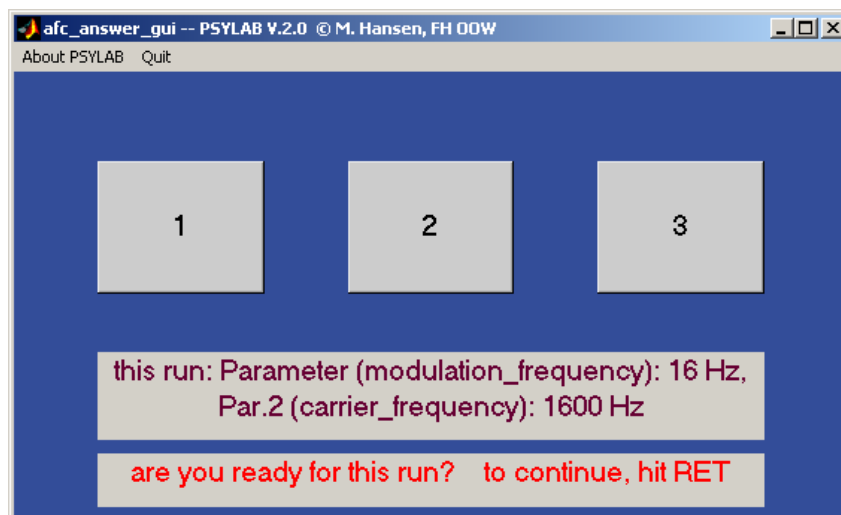 afc_answer_gui -- PSYLAB V.2.0 © M. Hansen, FH OOW
About PSYLAB Quit
1 2 3
this run: Parameter (modulation_frequency): 16 Hz,
Par.2 (carrier_frequency): 1600 Hz
are you ready for this run? to continue, hit RET